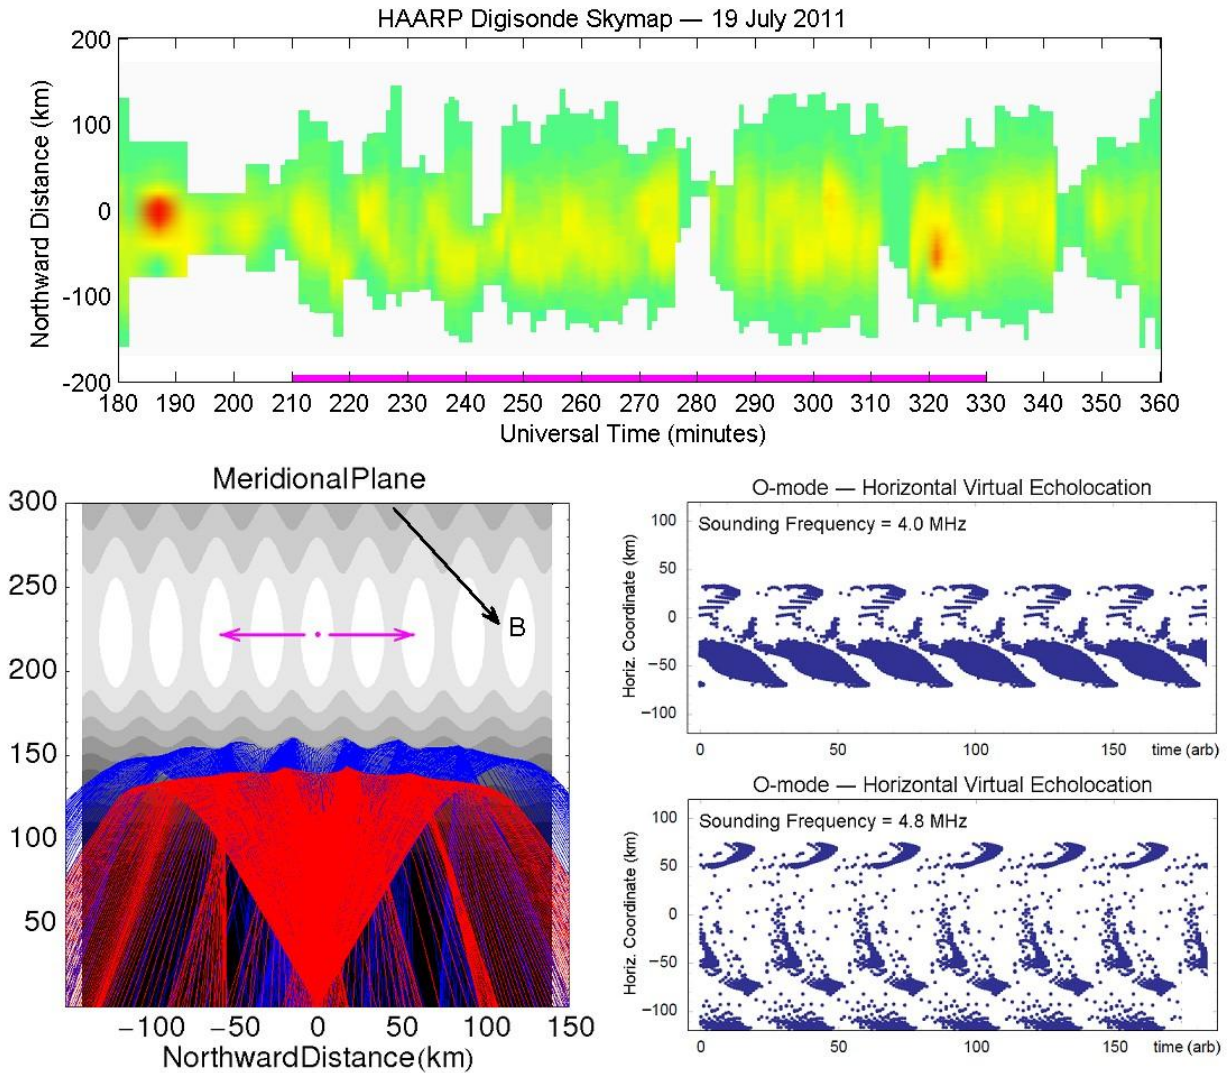 HAARP Digisonde Skymap — 19 July 2011
200
100
0
-100
-200
Northward Distance (km)
180 190 200 210 220 230 240 250 260 270 280 290 300 310 320 330 340 350 360
Universal Time (minutes)
MeridionalPlane
300
250
200
150
100
50
B
−100 −50 0 50 100 150
NorthwardDistance(km)
O-mode — Horizontal Virtual Echolocation
Sounding Frequency = 4.0 MHz
100
50
0
−50
−100
Horiz. Coordinate (km)
0 50 100 150 time (arb)
O-mode — Horizontal Virtual Echolocation
Sounding Frequency = 4.8 MHz
100
50
0
−50
−100
Horiz. Coordinate (km)
0 50 100 150 time (arb)